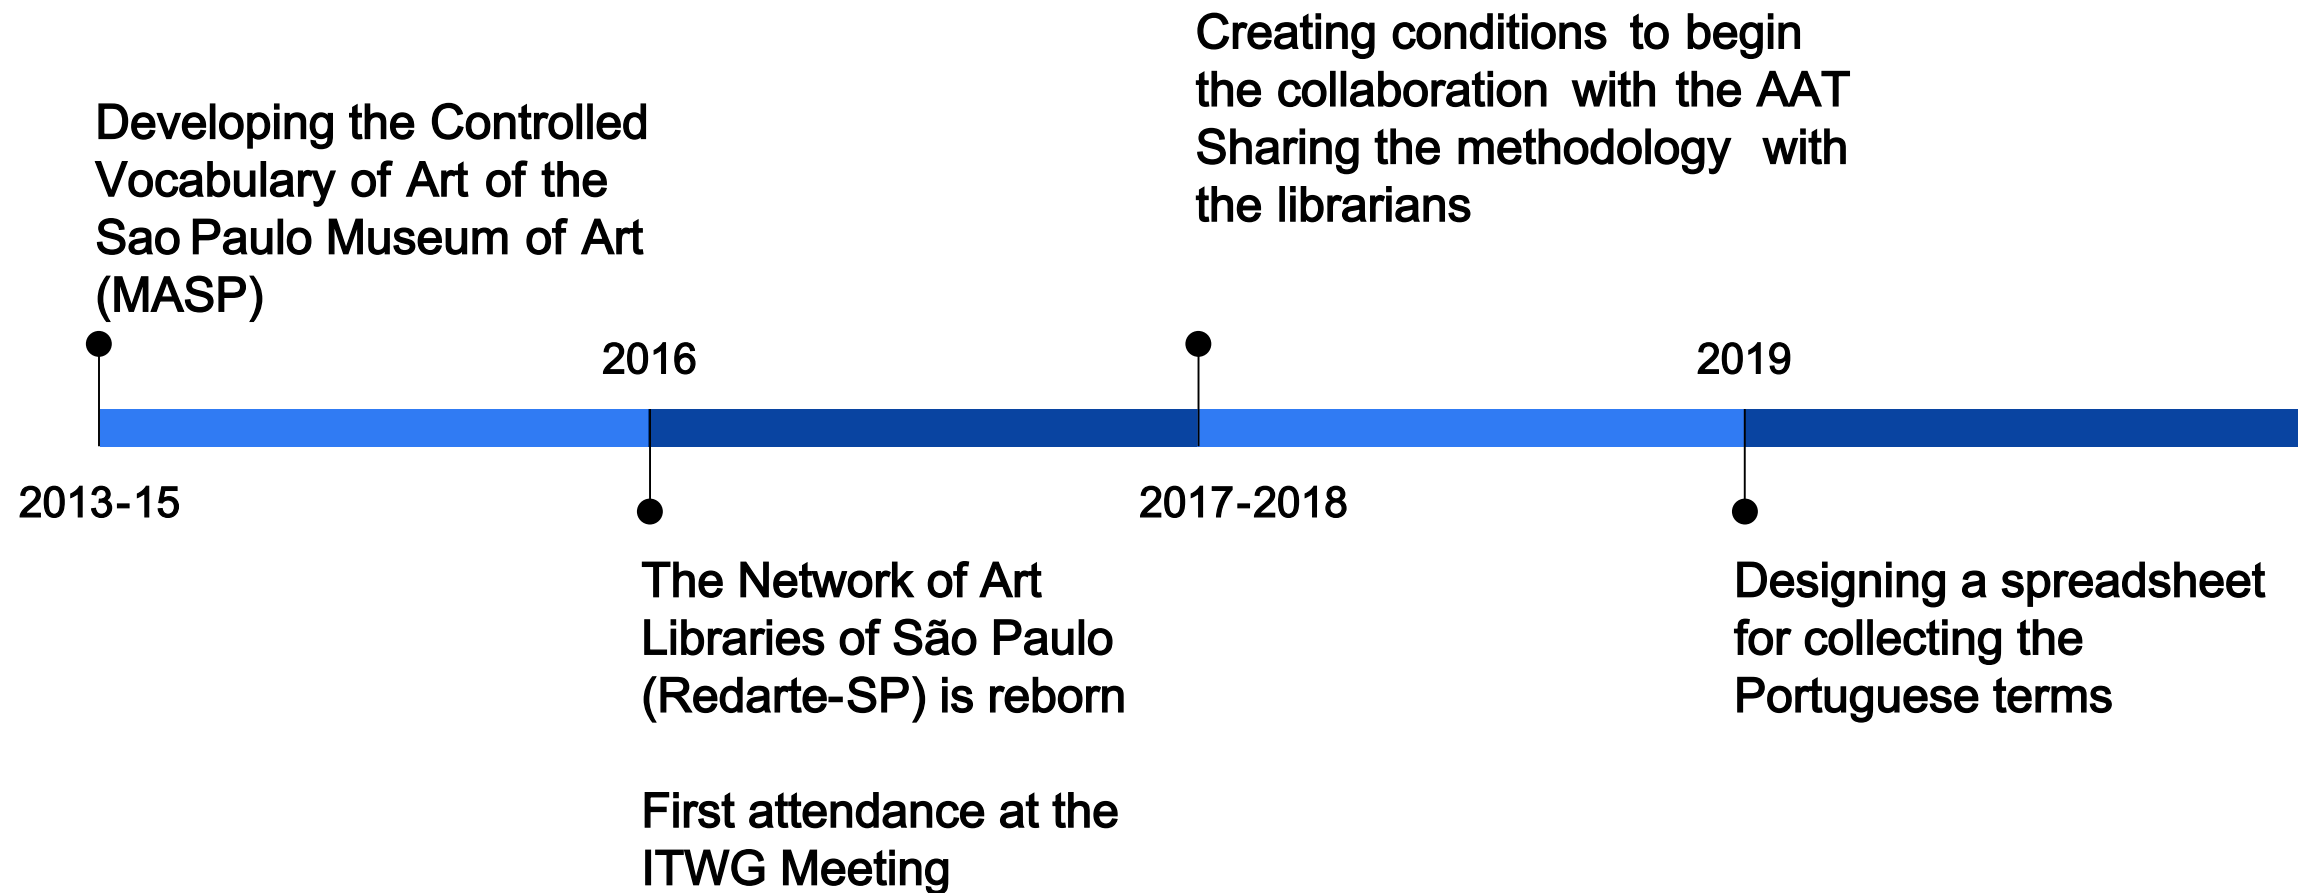 Creating conditions to begin
the collaboration with the AAT
Sharing the methodology with
the librarians
Developing the Controlled
Vocabulary of Art of the
Sao Paulo Museum of Art
(MASP)
2016
2019
2013-15
2017-2018
The Network of Art
Libraries of São Paulo
(Redarte-SP) is reborn
First attendance at the
ITWG Meeting
Designing a spreadsheet
for collecting the
Portuguese terms